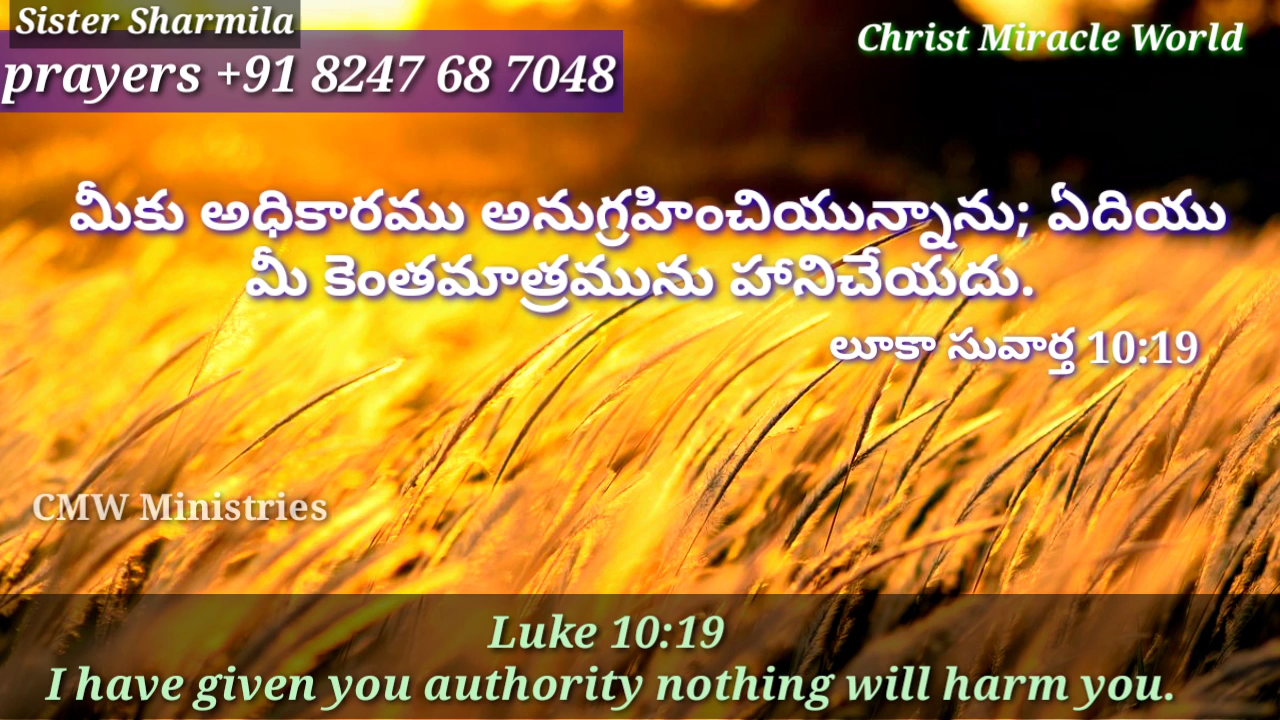 Sister Sharmila
prayers +91 8247 68 7048
Christ Miracle World
మీకు అధికారము అనుగ్రహించియున్నాను; ఏదియు
మీ కెంతమాత్రమును హానిచేయదు.
లూకా సువార్త 10:19
CMW Ministries
Luke 10:19
I have given you authority nothing will harm you.